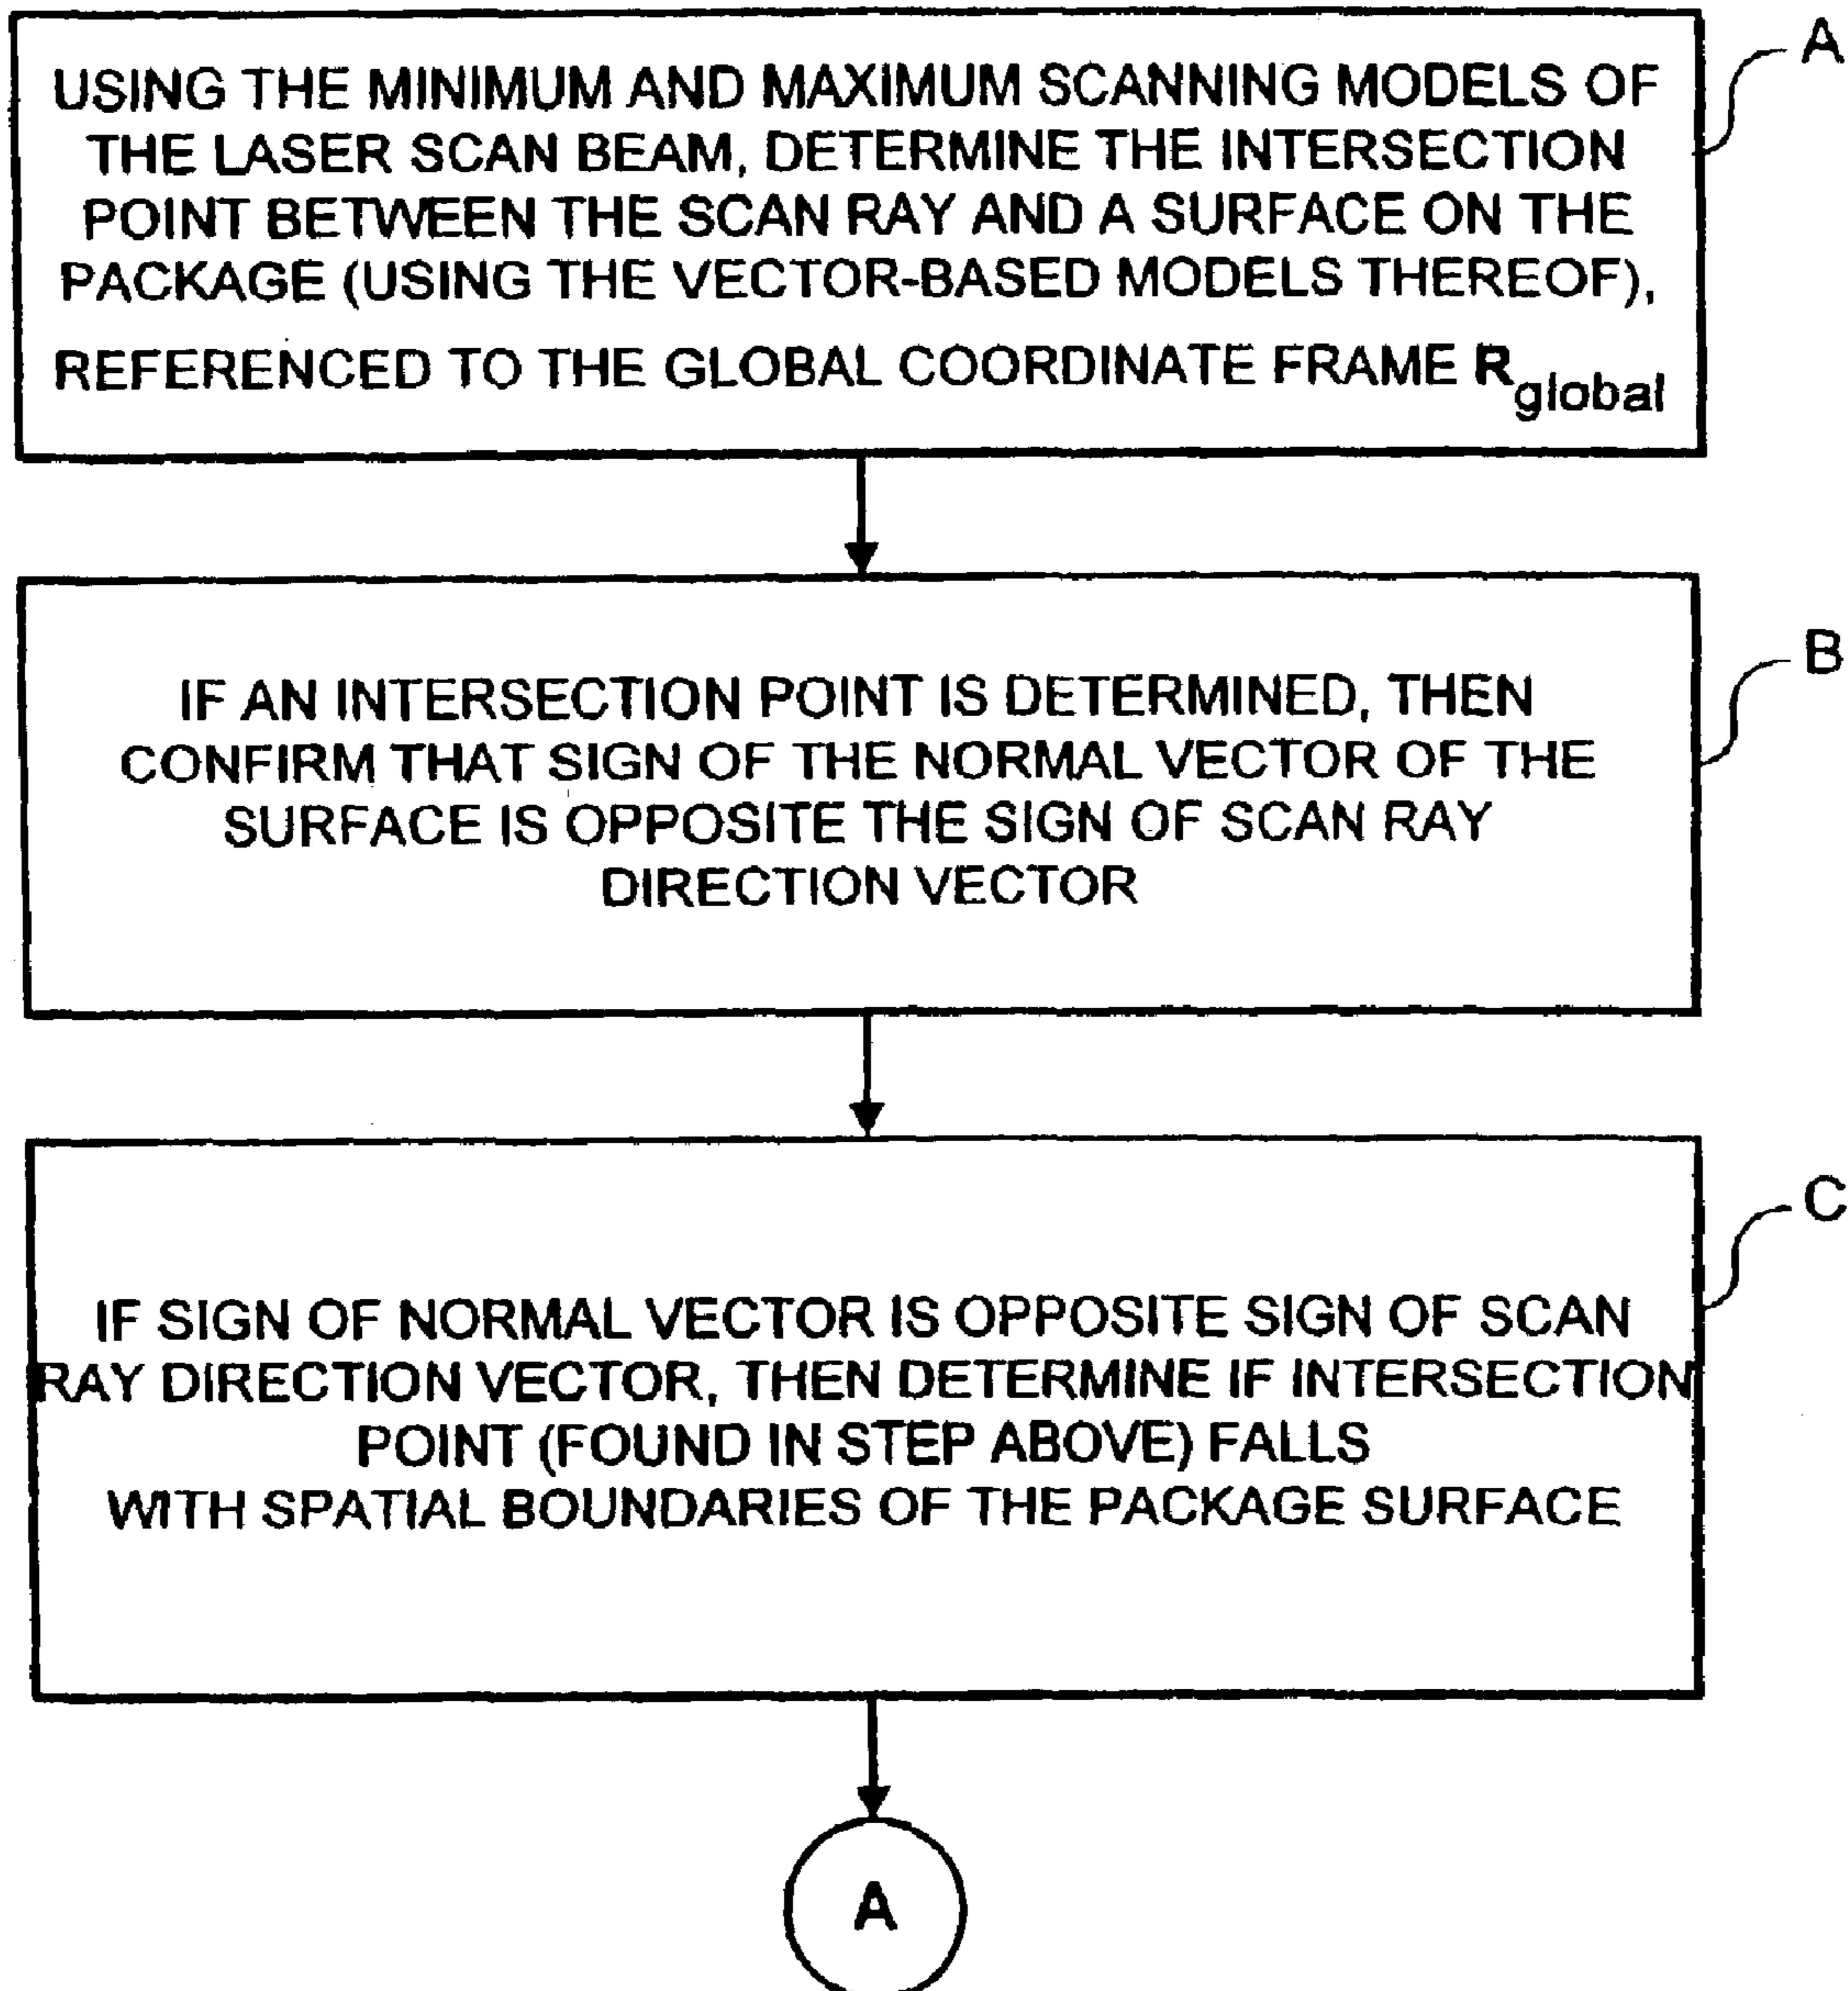 A
USING THE MINIMUM AND MAXIMUM SCANNING MODELS OF
THE LASER SCAN BEAM, DETERMINE THE INTERSECTION
POINT BETWEEN THE SCAN RAY AND A SURFACE ON THE
PACKAGE (USING THE VECTOR-BASED MODELS THEREOF),
REFERENCED TO THE GLOBAL COORDINATE FRAME Rglobal
B
IF AN INTERSECTION POINT IS DETERMINED, THEN
CONFIRM THAT SIGN OF THE NORMAL VECTOR OF THE
SURFACE IS OPPOSITE THE SIGN OF SCAN RAY
DIRECTION VECTOR
C
IF SIGN OF NORMAL VECTOR IS OPPOSITE SIGN OF SCAN
RAY DIRECTION VECTOR, THEN DETERMINE IF INTERSECTION
POINT (FOUND IN STEP ABOVE) FALLS
WITH SPATIAL BOUNDARIES OF THE PACKAGE SURFACE
A